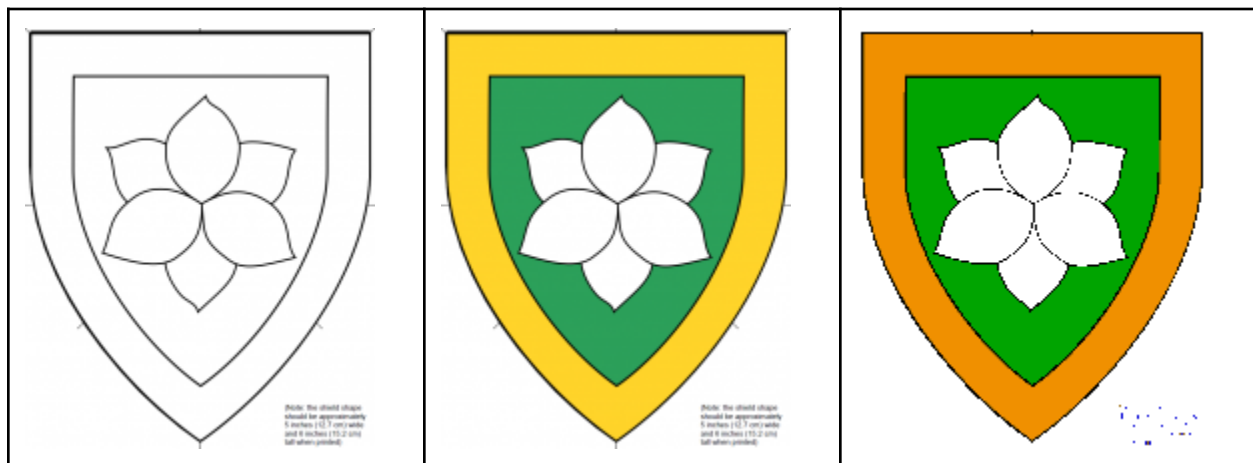 (Note: the shield shape
should be approximately
5 inches (12.7 cm) wide
and 6 inches (15.2 cm)
tall when printed)
(Note: the shield shape
should be approximately
5 inches (12.7 cm) wide
and 6 inches (15.2 cm)
tall when printed)